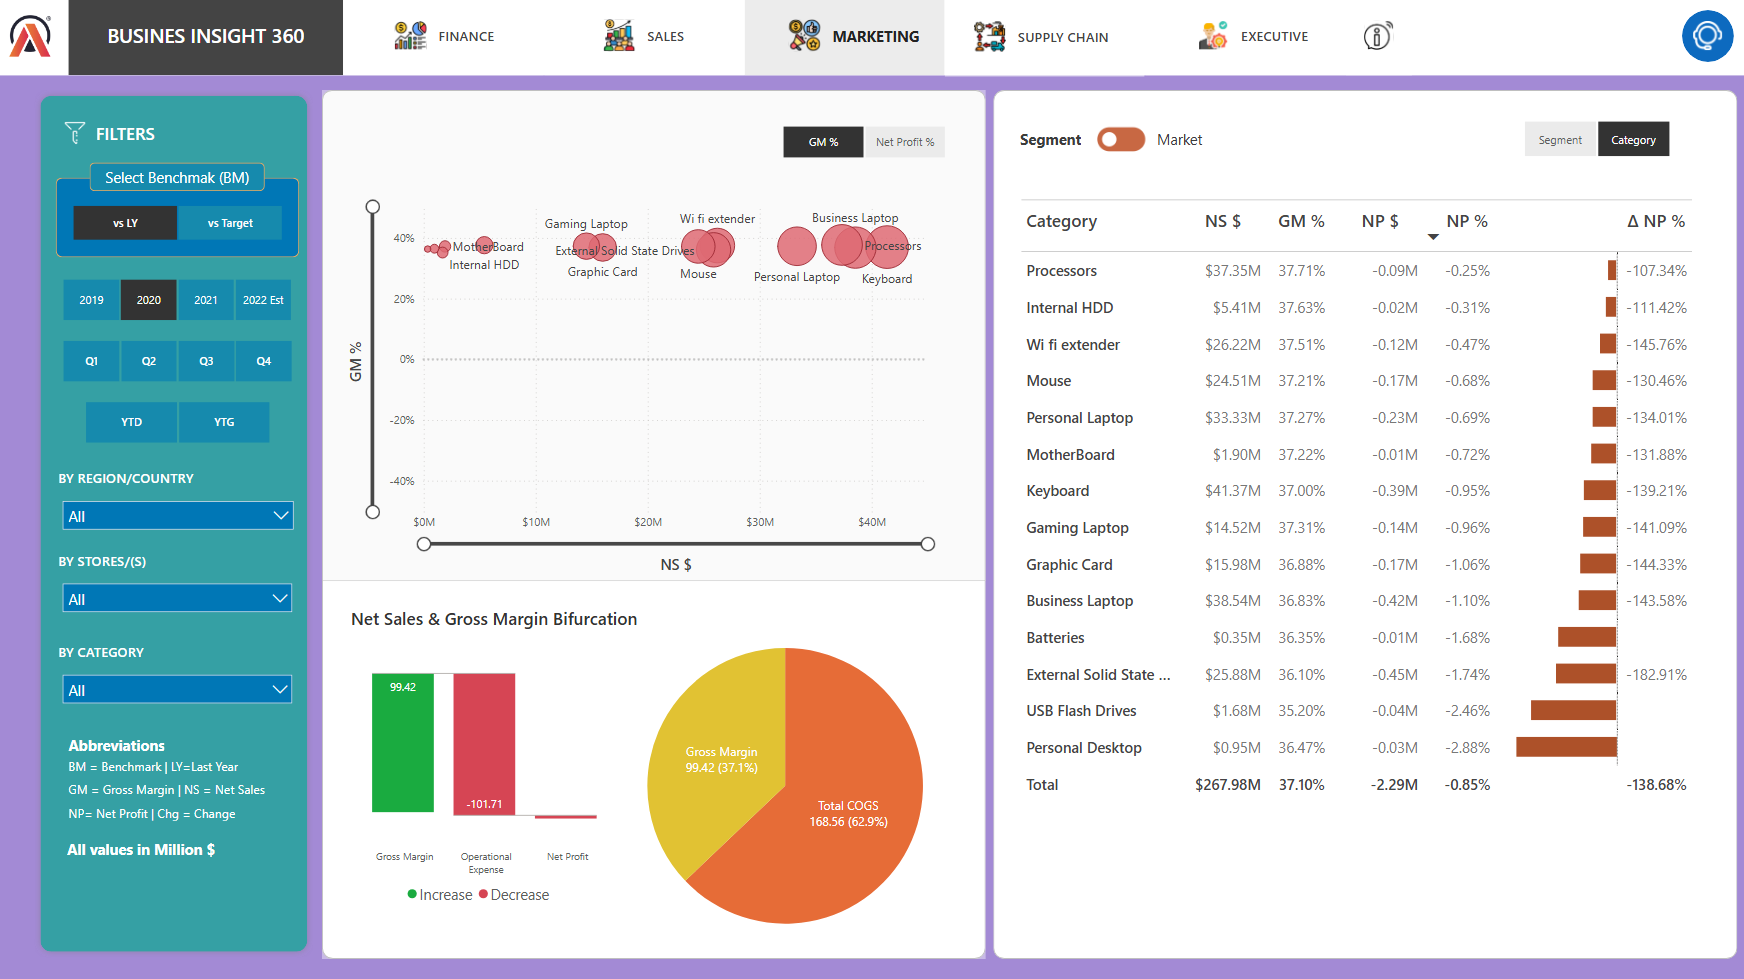 BUSINES INSIGHT 360
FINANCE
SALES
MARKETING
SUPPLY CHAIN
EXECUTIVE
FILTERS
Select Benchmak (BM)
vs LY
vs Target
2019
2020
2021
2022 Est
Q1
Q2
Q3
Q4
YTD
YTG
BY REGION/COUNTRY
All
BY STORES/(S)
All
BY CATEGORY
All
Abbreviations
BM = Benchmark | LY=Last Year
GM = Gross Margin | NS = Net Sales
NP= Net Profit | Chg = Change
All values in Million $
GM %
Net Profit %
GM %
40%
20%
0%
-20%
-40%
Gaming Laptop
Wi fi extender
Business Laptop
MotherBoard
External Solid State Drives
Processors
Internal HDD
Graphic Card
Mouse
Personal Laptop
Keyboard
$0M
$10M
$20M
$30M
$40M
NS $
Net Sales & Gross Margin Bifurcation
99.42
-101.71
Gross Margin
Operational
Expense
Net Profit
Increase
Decrease
Gross Margin
99.42 (37.1%)
Total COGS
168.56 (62.9%)
Segment
Market
Segment
Category
Category NS $ GM % NP $ NP % Δ NP %
Processors $37.35M 37.71% -0.09M -0.25% -107.34%
Internal HDD $5.41M 37.63% -0.02M -0.31% -111.42%
Wi fi extender $26.22M 37.51% -0.12M -0.47% -145.76%
Mouse $24.51M 37.21% -0.17M -0.68% -130.46%
Personal Laptop $33.33M 37.27% -0.23M -0.69% -134.01%
MotherBoard $1.90M 37.22% -0.01M -0.72% -131.88%
Keyboard $41.37M 37.00% -0.39M -0.95% -139.21%
Gaming Laptop $14.52M 37.31% -0.14M -0.96% -141.09%
Graphic Card $15.98M 36.88% -0.17M -1.06% -144.33%
Business Laptop $38.54M 36.83% -0.42M -1.10% -143.58%
Batteries $0.35M 36.35% -0.01M -1.68%
External Solid State ... $25.88M 36.10% -0.45M -1.74% -182.91%
USB Flash Drives $1.68M 35.20% -0.04M -2.46%
Personal Desktop $0.95M 36.47% -0.03M -2.88%
Total $267.98M 37.10% -2.29M -0.85% -138.68%